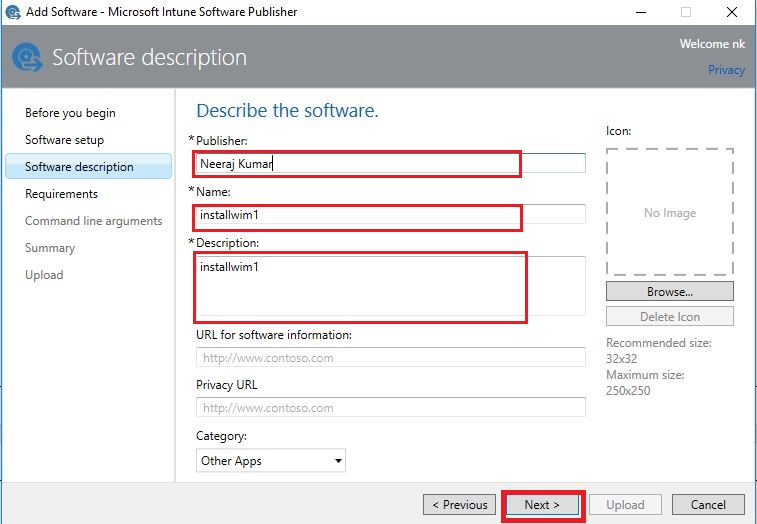 Add Software - Microsoft Intune Software Publisher
Software description
Welcome nk
Privacy
Before you begin
Software setup
Software description
Requirements
Command line arguments
Summary
Upload
Describe the software.
*Publisher:
Neeraj Kumar
*Name:
installwim1
*Description:
installwim1
URL for software information:
http://www.contoso.com
Privacy URL
http://www.contoso.com
Category:
Other Apps
Icon:
No Image
Browse...
Delete Icon
Recommended size:
32x32
Maximum size:
250x250
< Previous
Next >
Upload
Cancel